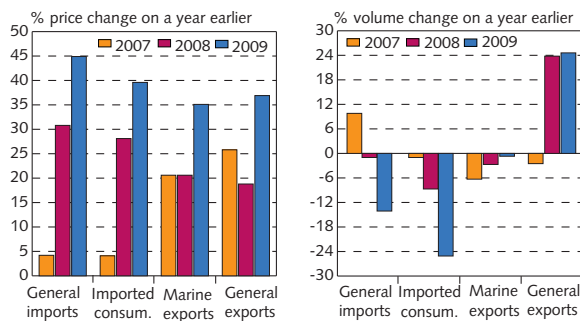 % price change on a year earlier
50
45
40
35
30
25
20
15
10
5
0
2007 2008 2009
General imports
Imported consum.
Marine exports
General exports
% volume change on a year earlier
30
24
18
12
6
0
-6
-12
-18
-24
-30
2007 2008 2009
General imports
Imported consum.
Marine exports
General exports